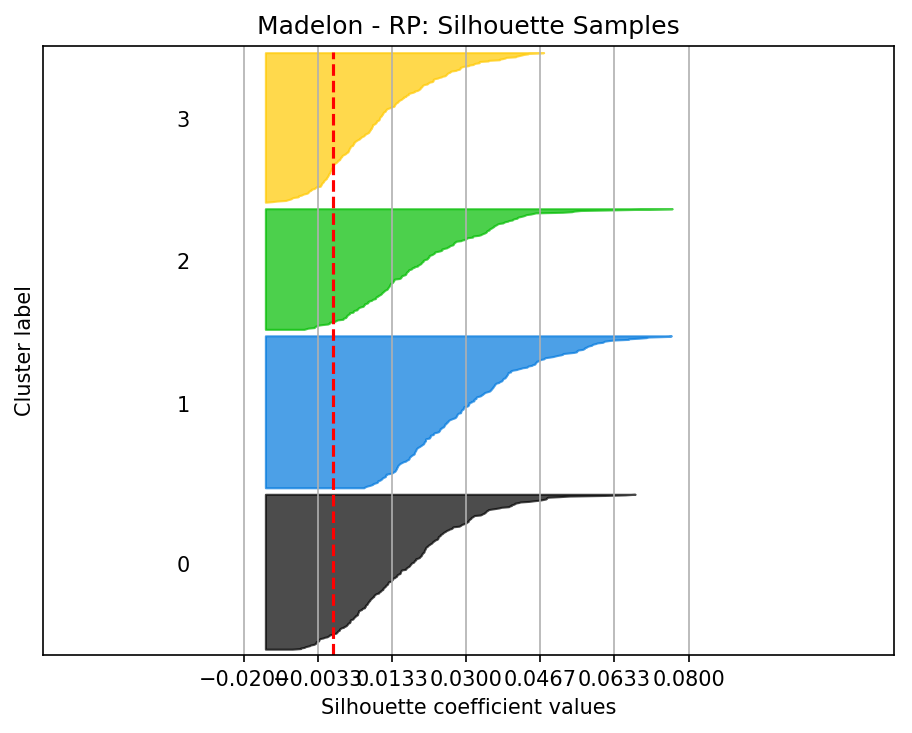 Madelon - RP: Silhouette Samples
3
2
1
0
Cluster label
−0.0200 −0.0033 0.0133 0.0300 0.0467 0.0633 0.0800
Silhouette coefficient values